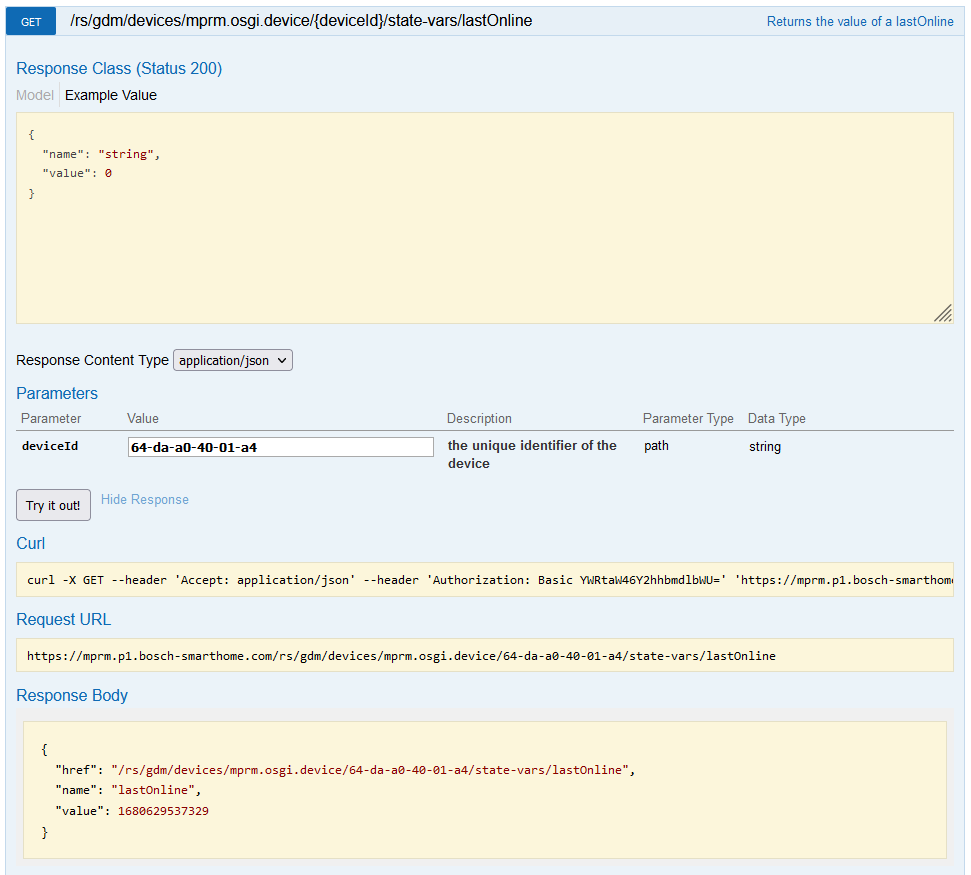 GET /rs/gdm/devices/mprm.osgi.device/{deviceId}/state-vars/lastOnline Returns the value of a lastOnline
Response Class (Status 200)
Model Example Value
{
"name": "string",
"value": 0
}
Response Content Type application/json
Parameters
Parameter Value Description Parameter Type Data Type
deviceId 64-da-a0-40-01-a4 the unique identifier of the path string
device
Try it out! Hide Response
Curl
curl -X GET --header 'Accept: application/json' --header 'Authorization: Basic YWRtaW46Y2hhbmdlbWU=' 'https://mprm.p1.bosch-smarthome
Request URL
https://mprm.p1.bosch-smarthome.com/rs/gdm/devices/mprm.osgi.device/64-da-a0-40-01-a4/state-vars/lastOnline
Response Body
{
"href": "/rs/gdm/devices/mprm.osgi.device/64-da-a0-40-01-a4/state-vars/lastOnline",
"name": "lastOnline",
"value": 1680629537329
}